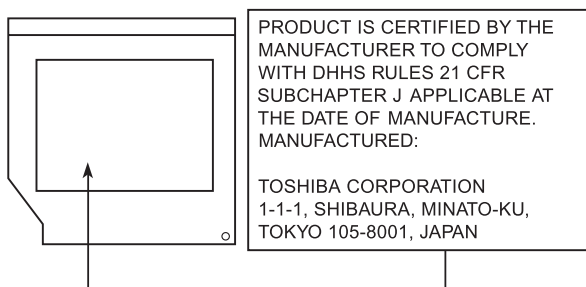 PRODUCT IS CERTIFIED BY THE
MANUFACTURER TO COMPLY
WITH DHHS RULES 21 CFR
SUBCHAPTER J APPLICABLE AT
THE DATE OF MANUFACTURE.
MANUFACTURED:
TOSHIBA CORPORATION
1-1-1, SHIBAURA, MINATO-KU,
TOKYO 105-8001, JAPAN